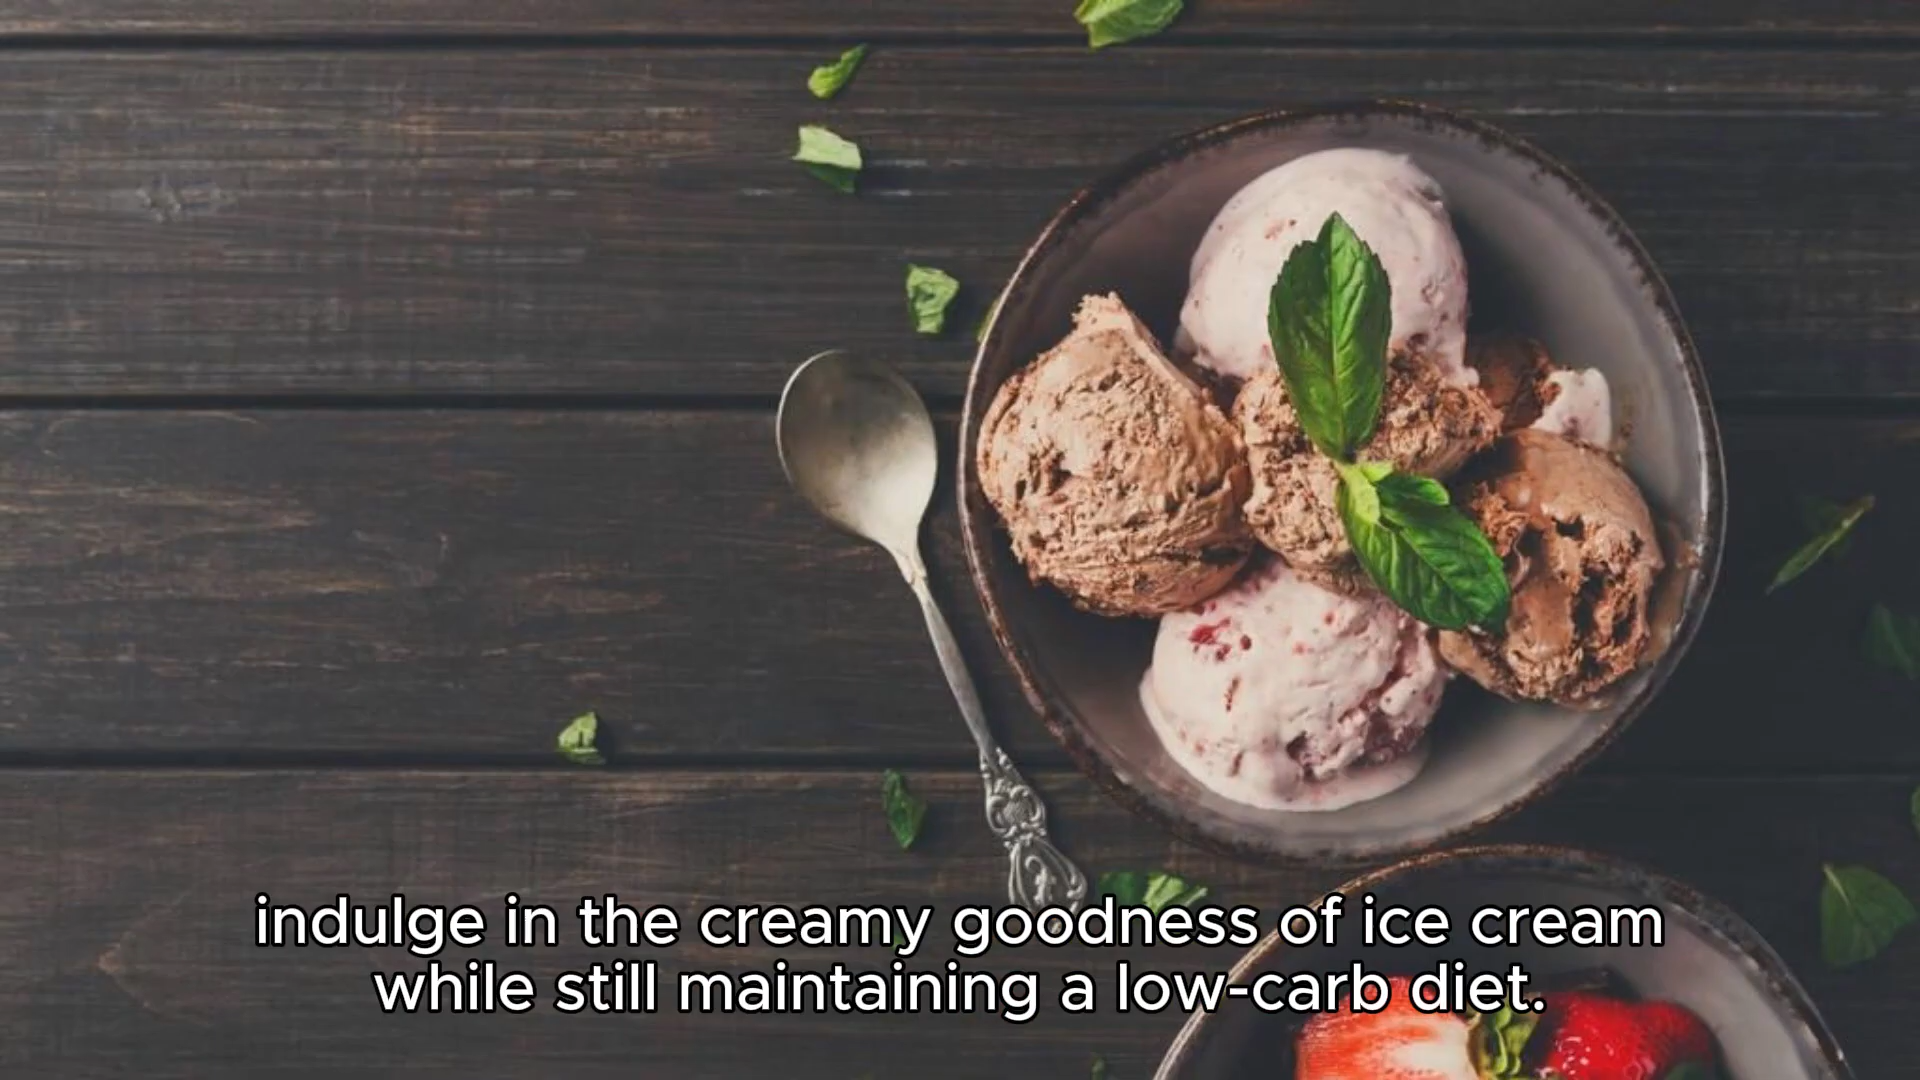 indulge in the creamy goodness of ice cream
while still maintaining a low-carb diet.